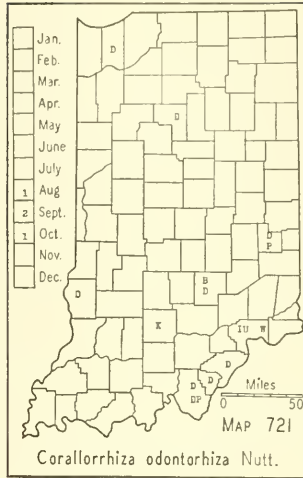 Jan.
Feb.
Mar.
Apr.
May
June
July
1 Aug
2 Sept.
1 Oct.
Nov.
Dec.
D
D
D
P
B
D
D
K
IU W
D
D D
DP
Miles
0 50
MAP 721
Corallorrhiza odontorhiza Nutt.